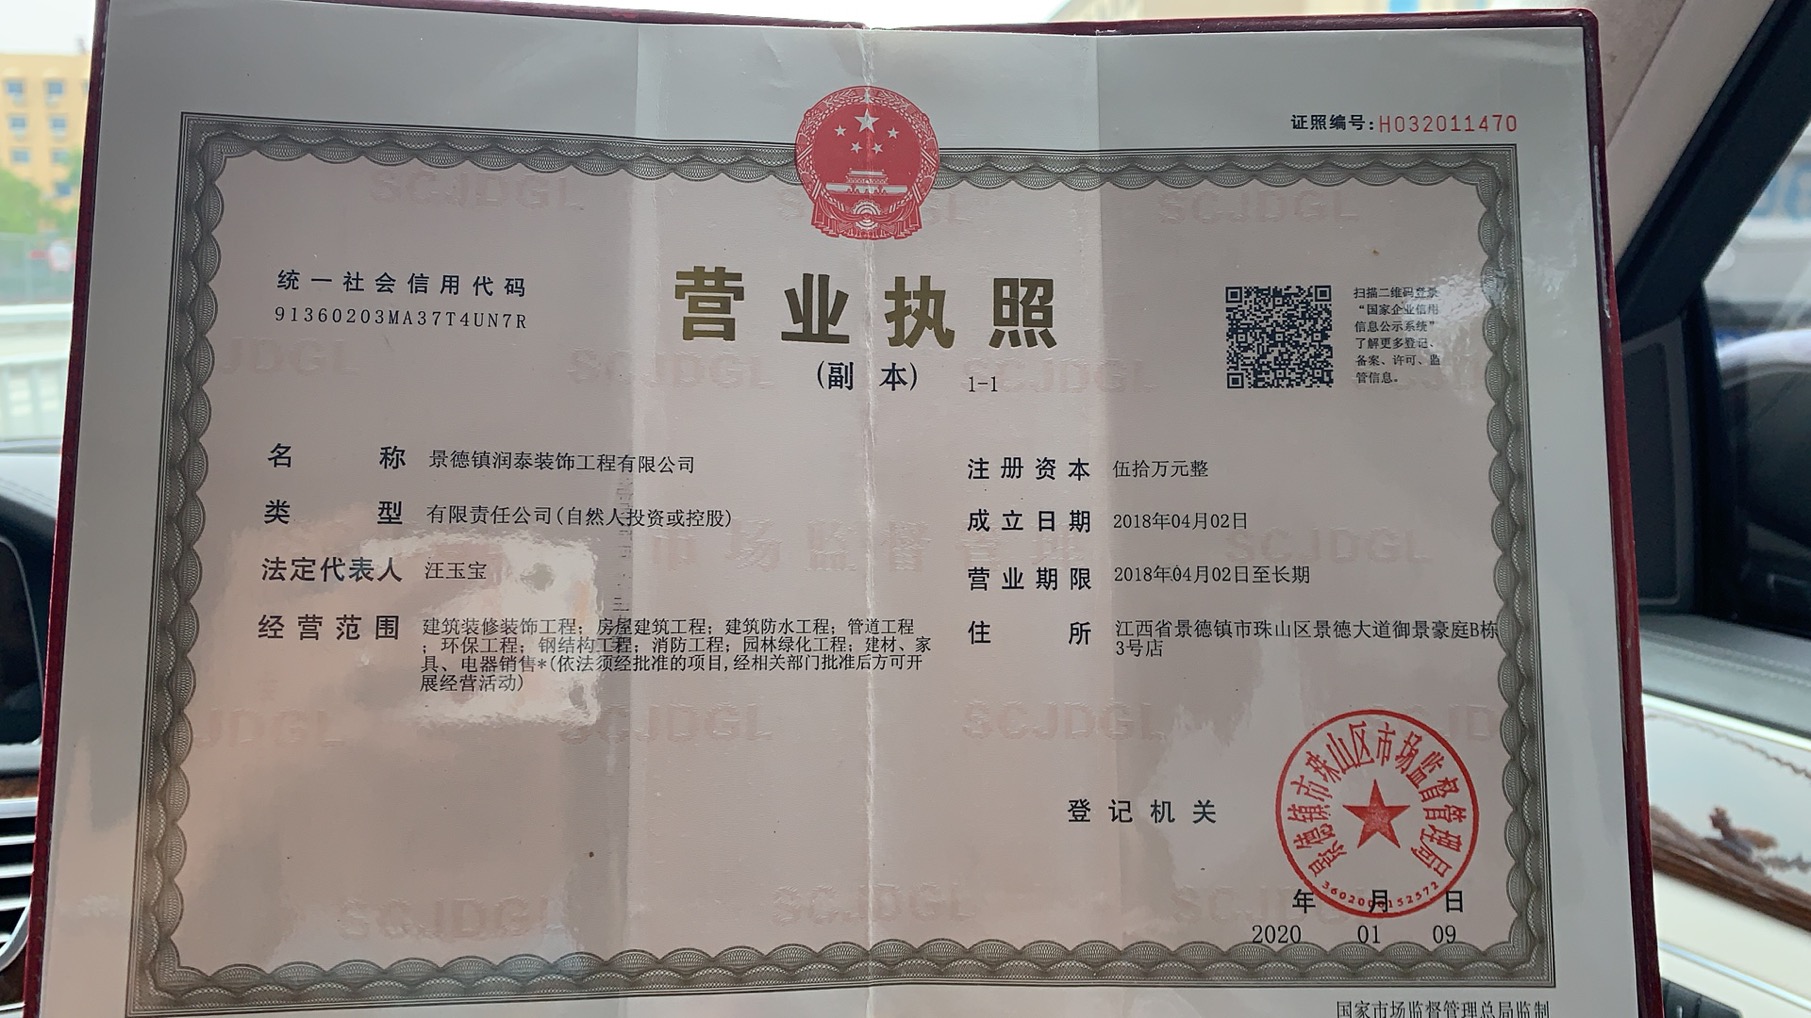 证照编号:H032011470
统一社会信用代码
91360203MA37T4UN7R
营业执照
(副 本) 1-1
扫描二维码登录
“国家企业信用
信息公示系统”
了解更多登记、
备案、许可、监
管信息。
名 称 景德镇润泰装饰工程有限公司
类 型 有限责任公司(自然人投资或控股)
法定代表人 汪玉宝
经营范围 建筑装修装饰工程；房屋建筑工程；建筑防水工程；管道工程
；环保工程；钢结构工程；消防工程；园林绿化工程；建材、家
具、电器销售*(依法须经批准的项目,经相关部门批准后方可开
展经营活动)
注册资本 伍拾万元整
成立日期 2018年04月02日
营业期限 2018年04月02日至长期
住 所 江西省景德镇市珠山区景德大道御景豪庭B栋
3号店
登记机关
景德镇市珠山区市场监督管理局
年 月 日
2020 01 09
国家市场监督管理总局监制
SCJDGL
市场监督管理